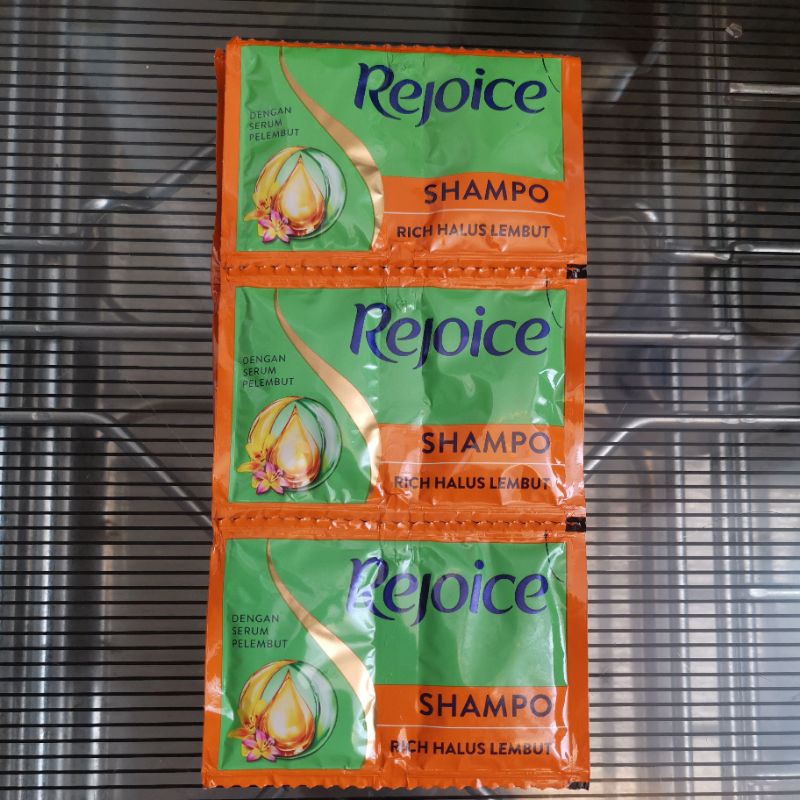 Rejoice
DENGAN
SERUM
PELEMBUT
SHAMPO
RICH HALUS LEMBUT
Rejoice
DENGAN
SERUM
PELEMBUT
SHAMPO
RICH HALUS LEMBUT
Rejoice
DENGAN
SERUM
PELEMBUT
SHAMPO
RICH HALUS LEMBUT